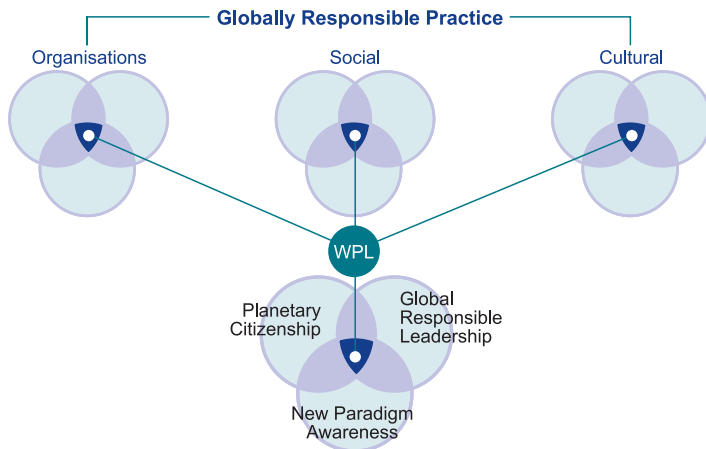 Globally Responsible Practice
Organisations
Social
Cultural
WPL
Planetary
Citizenship
Global
Responsible
Leadership
New Paradigm
Awareness